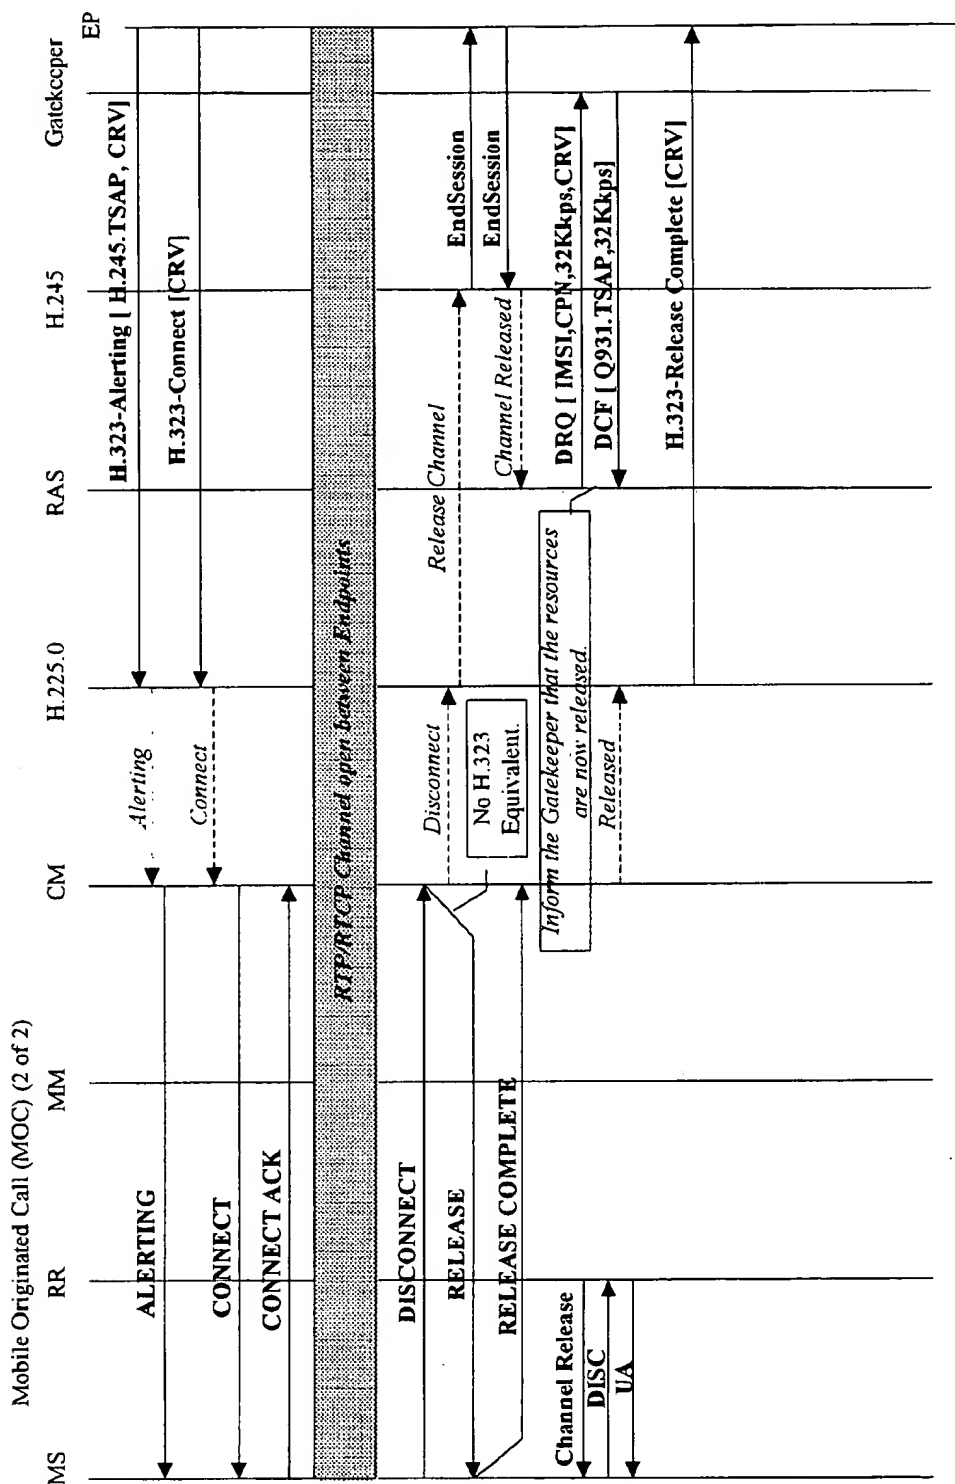 Mobile Originated Call (MOC) (2 of 2)
MS
RR
MM
CM
H.225.0
RAS
H.245
Gatekeeper
EP
H.323-Alerting [ H.245.TSAP, CRV]
Alerting
ALERTING
H.323-Connect [CRV]
Connect
CONNECT
CONNECT ACK
RTP/RTCP Channel open between Endpoints
DISCONNECT
Disconnect
Release Channel
EndSession
RELEASE
No H.323
Equivalent.
EndSession
Channel Released
RELEASE COMPLETE
Inform the Gatekeeper that the resources
are now released.
DRQ [ IMSI,CPN,32Kkps,CRV]
DCF [ Q931.TSAP,32Kkps]
Released
H.323-Release Complete [CRV]
Channel Release
DISC
UA